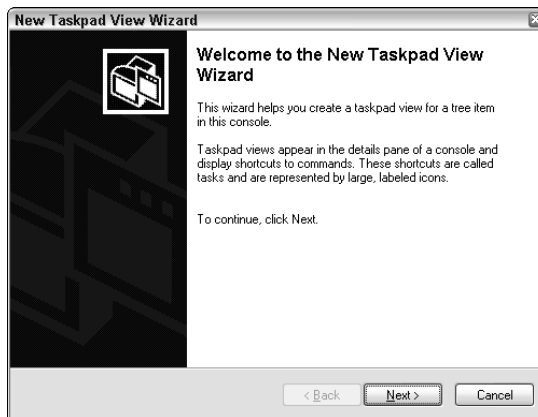 New Taskpad View Wizard
Welcome to the New Taskpad View
Wizard
This wizard helps you create a taskpad view for a tree item
in this console.
Taskpad views appear in the details pane of a console and
display shortcuts to commands. These shortcuts are called
tasks and are represented by large, labeled icons.
To continue, click Next.
< Back Next > Cancel